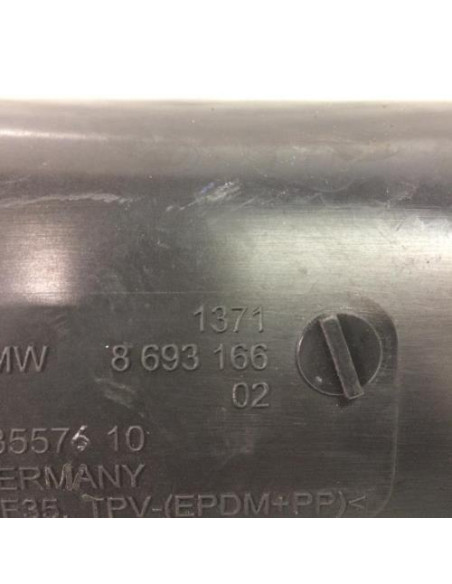 1371
MW 8 693 166
02
35576 10
ERMANY
F35, TPV-(EPDM+PP)<